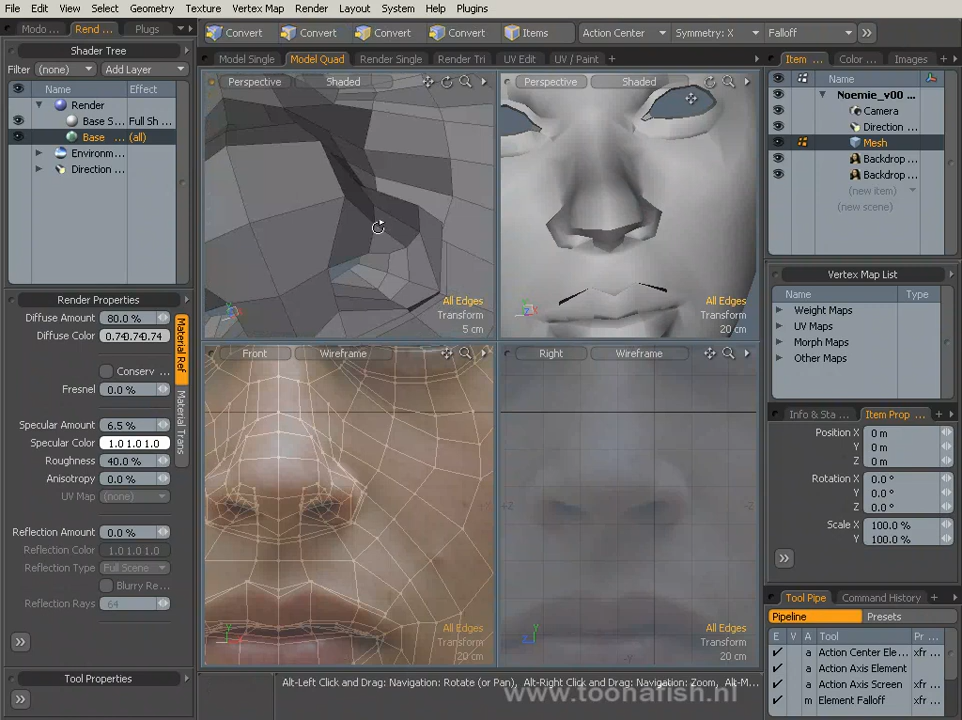 File Edit View Select Geometry Texture Vertex Map Render Layout System Help Plugins
Modo ... Rend ... Plugs
Convert Convert Convert Convert Items Action Center Symmetry: X Falloff
Model Single Model Quad Render Single Render Tri UV Edit UV / Paint +
Item ... Color ... Images +
Shader Tree
Filter (none) Add Layer
Name Effect
Render
Base S... Full Sh ...
Base ... (all)
Environm...
Direction ...
Perspective Shaded
All Edges
Transform
5 cm
Perspective Shaded
All Edges
Transform
20 cm
Name
Noemie_v00 ...
Camera
Direction ...
Mesh
Backdrop ...
Backdrop ...
(new item)
(new scene)
Render Properties
Diffuse Amount 80.0 %
Diffuse Color 0.74 0.74 0.74
Conserv ...
Fresnel 0.0 %
Specular Amount 6.5 %
Specular Color 1.0 1.0 1.0
Roughness 40.0 %
Anisotropy 0.0 %
UV Map (none)
Reflection Amount 0.0 %
Reflection Color 1.0 1.0 1.0
Reflection Type Full Scene
Blurry Re...
Reflection Rays 64
Material Ref
Material Trans
Tool Properties
Front Wireframe
All Edges
Transform
20 cm
Right Wireframe
All Edges
Transform
20 cm
Vertex Map List
Name Type
Weight Maps
UV Maps
Morph Maps
Other Maps
Info & Sta ... Item Prop ... +
Position X 0 m
Y 0 m
Z 0 m
Rotation X 0.0 °
Y 0.0 °
Z 0.0 °
Scale X 100.0 %
Y 100.0 %
Tool Pipe Command History +
Pipeline Presets
E V A Tool Pr ...
a Action Center Ele... xfr ...
a Action Axis Element
a Action Axis Screen xfr ...
m Element Falloff xfr ...
Alt-Left Click and Drag: Navigation: Rotate (or Pan), Alt-Right Click and Drag: Navigation: Zoom, Alt-M...
www.toonafish.nl